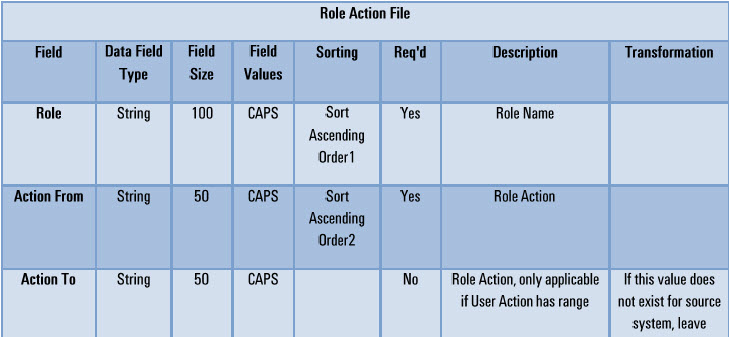 Role Action File
Field Data Field Type Field Size Field Values Sorting Req'd Description Transformation
Role String 100 CAPS Sort Ascending Order1 Yes Role Name
Action From String 50 CAPS Sort Ascending Order2 Yes Role Action
Action To String 50 CAPS No Role Action, only applicable if User Action has range If this value does not exist for source system, leave